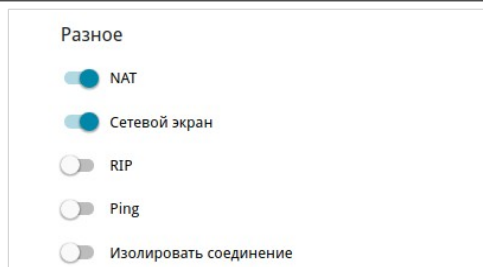 Разное
NAT
Сетевой экран
RIP
Ping
Изолировать соединение